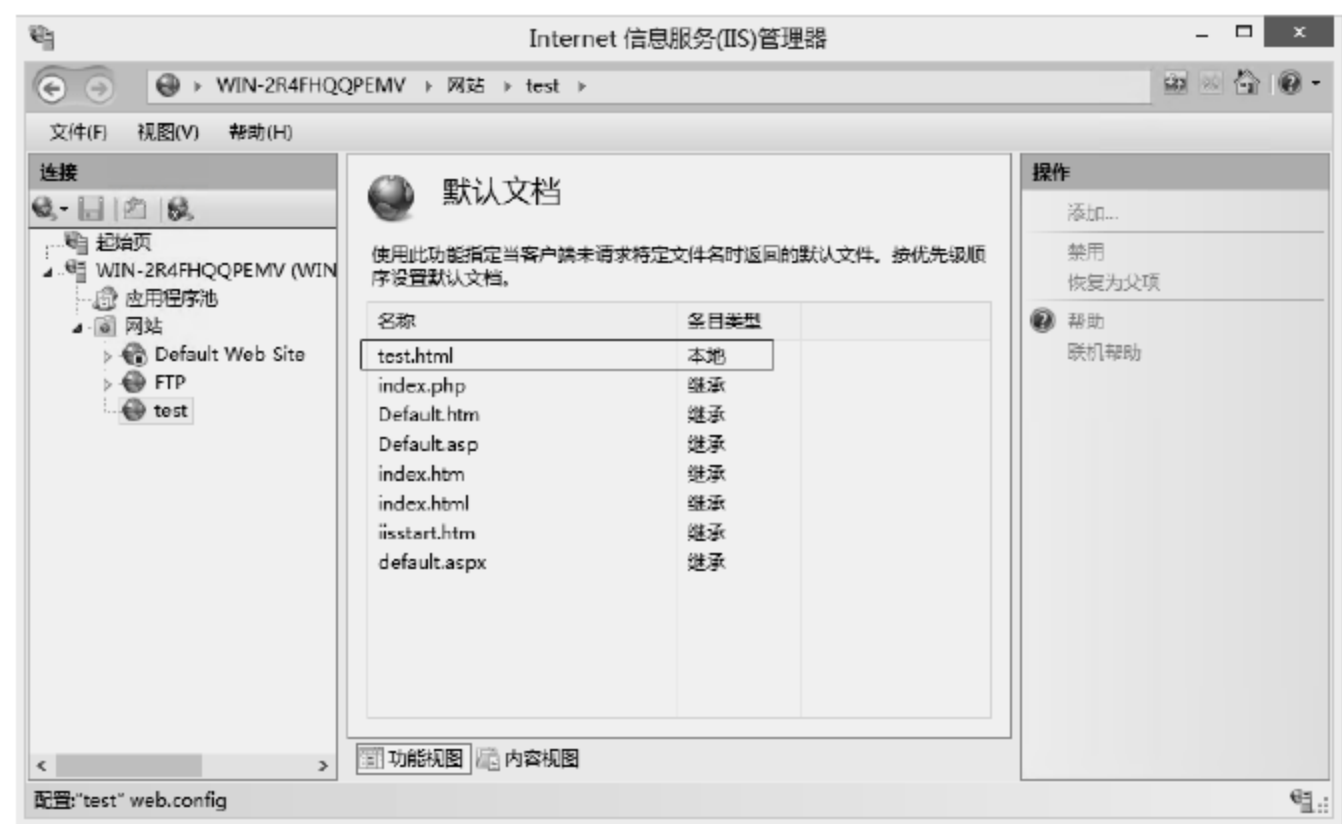 Internet 信息服务(IIS)管理器
WIN-2R4FHQQPEMV 网站 test
文件(F) 视图(V) 帮助(H)
连接
起始页
WIN-2R4FHQQPEMV (WIN
应用程序池
网站
Default Web Site
FTP
test
默认文档
使用此功能指定当客户端未请求特定文件名时返回的默认文件。按优先级顺
序设置默认文档。
名称 条目类型
test.html 本地
index.php 继承
Default.htm 继承
Default.asp 继承
index.htm 继承
index.html 继承
iisstart.htm 继承
default.aspx 继承
功能视图 内容视图
操作
添加...
禁用
恢复为父项
帮助
联机帮助
配置:"test" web.config